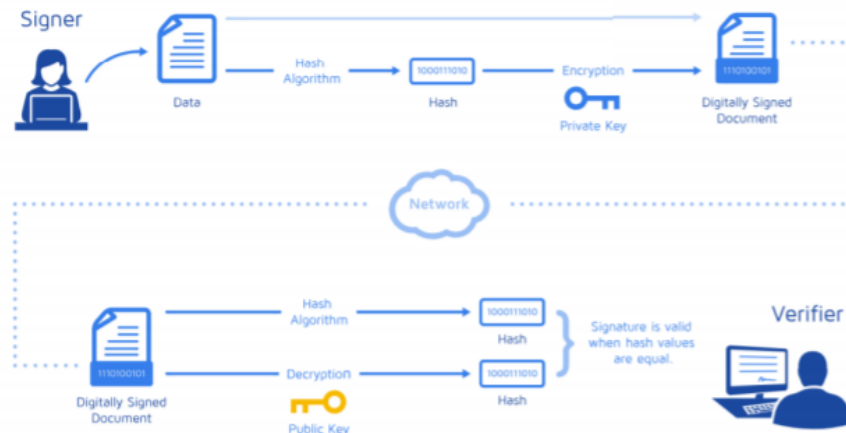 Signer
Data
Hash
Algorithm
1000111010
Hash
Encryption
Private Key
1110100101
Digitally Signed
Document
Network
1110100101
Digitally Signed
Document
Hash
Algorithm
1000111010
Hash
Decryption
Public Key
1000111010
Hash
Signature is valid
when hash values
are equal.
Verifier